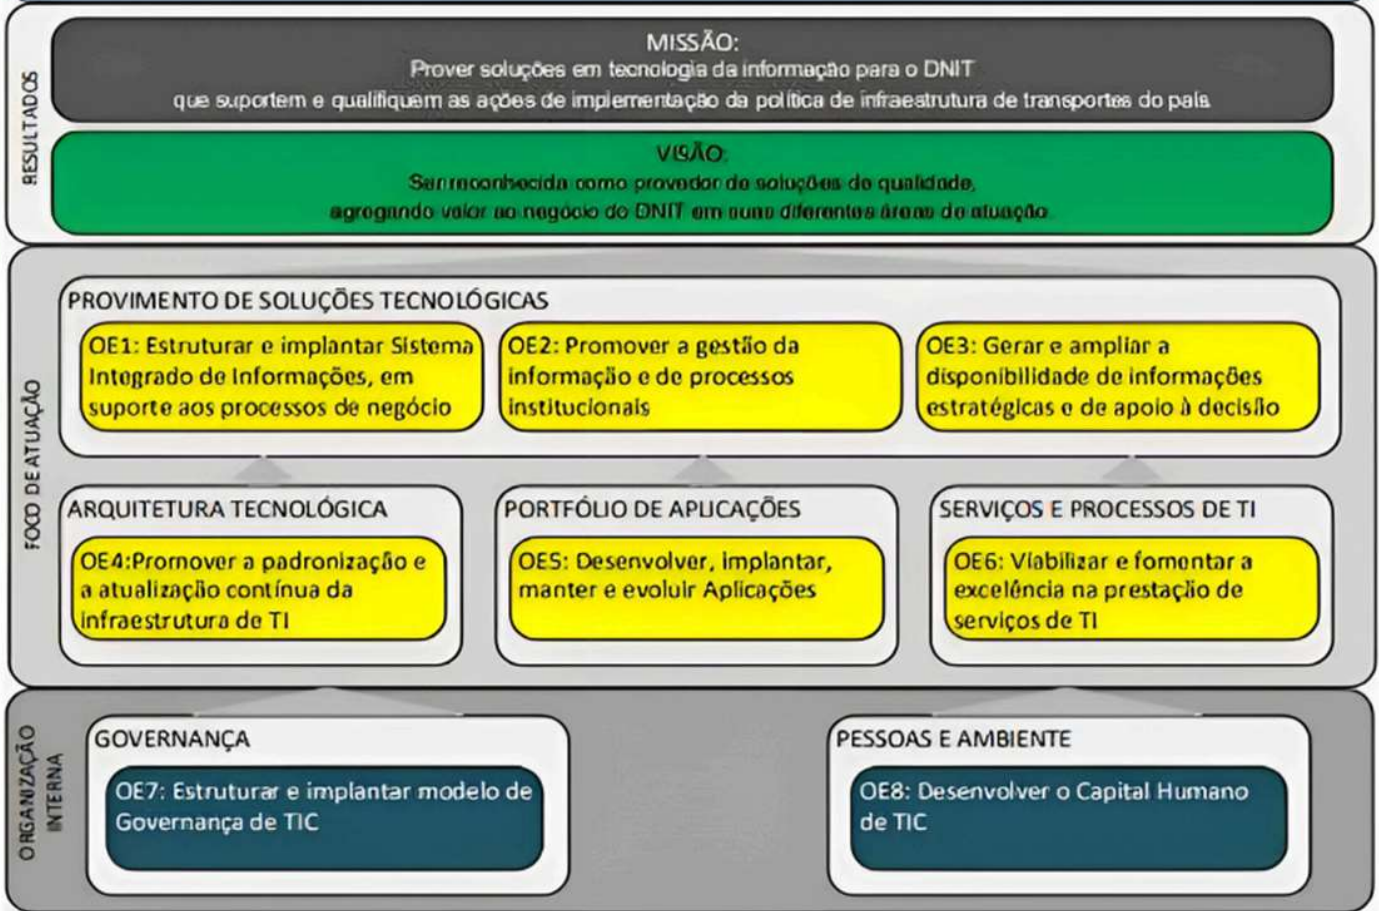 RESULTADOS
MISSÃO:
Prover soluções em tecnologia da informação para o DNIT
que suportem e qualifiquem as ações de implementação da política de infraestrutura de transportes do país.
VISÃO:
Ser reconhecida como provedor de soluções de qualidade,
agregando valor ao negócio do DNIT em suas diferentes áreas de atuação.
FOCO DE ATUAÇÃO
PROVIMENTO DE SOLUÇÕES TECNOLÓGICAS
OE1: Estruturar e implantar Sistema
Integrado de Informações, em
suporte aos processos de negócio
OE2: Promover a gestão da
informação e de processos
institucionais
OE3: Gerar e ampliar a
disponibilidade de informações
estratégicas e de apoio à decisão
ARQUITETURA TECNOLÓGICA
OE4:Promover a padronização e
a atualização contínua da
infraestrutura de TI
PORTFÓLIO DE APLICAÇÕES
OE5: Desenvolver, implantar,
manter e evoluir Aplicações
SERVIÇOS E PROCESSOS DE TI
OE6: Viabilizar e fomentar a
excelência na prestação de
serviços de TI
ORGANIZAÇÃO
INTERNA
GOVERNANÇA
OE7: Estruturar e implantar modelo de
Governança de TIC
PESSOAS E AMBIENTE
OE8: Desenvolver o Capital Humano
de TIC